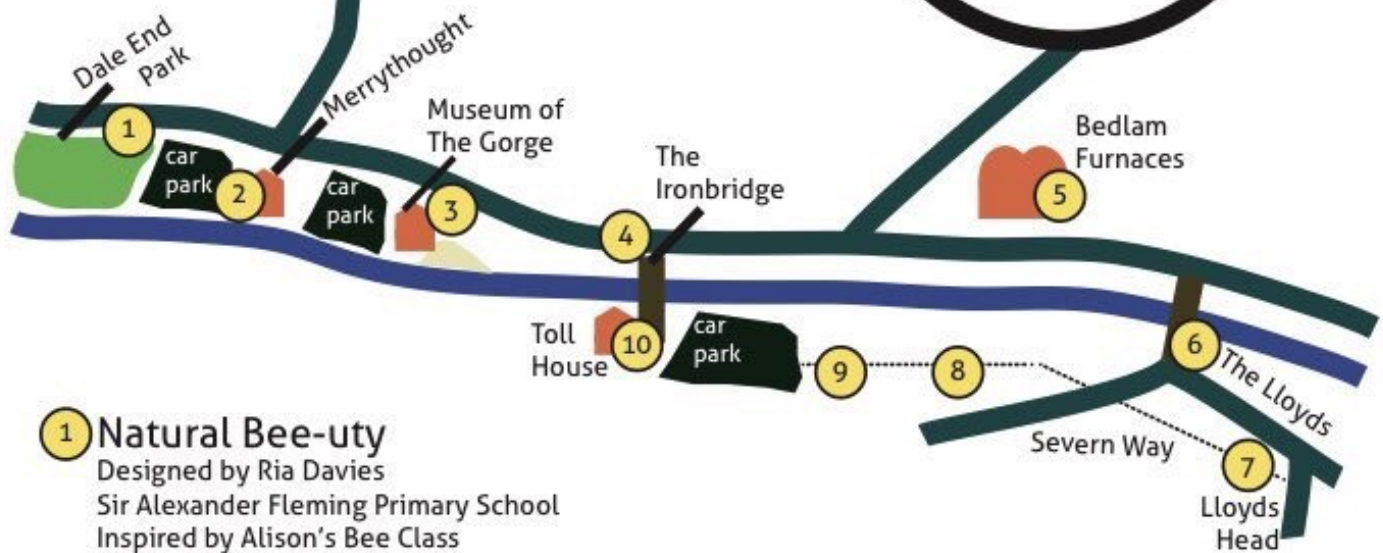 Dale End
Park
1
Merrythought
car
park
2
car
park
Museum of
The Gorge
3
The
Ironbridge
4
Bedlam
Furnaces
5
Toll
House
10
car
park
9
8
6
The Lloyds
Severn Way
7
Lloyds
Head
1 Natural Bee-uty
Designed by Ria Davies
Sir Alexander Fleming Primary School
Inspired by Alison's Bee Class